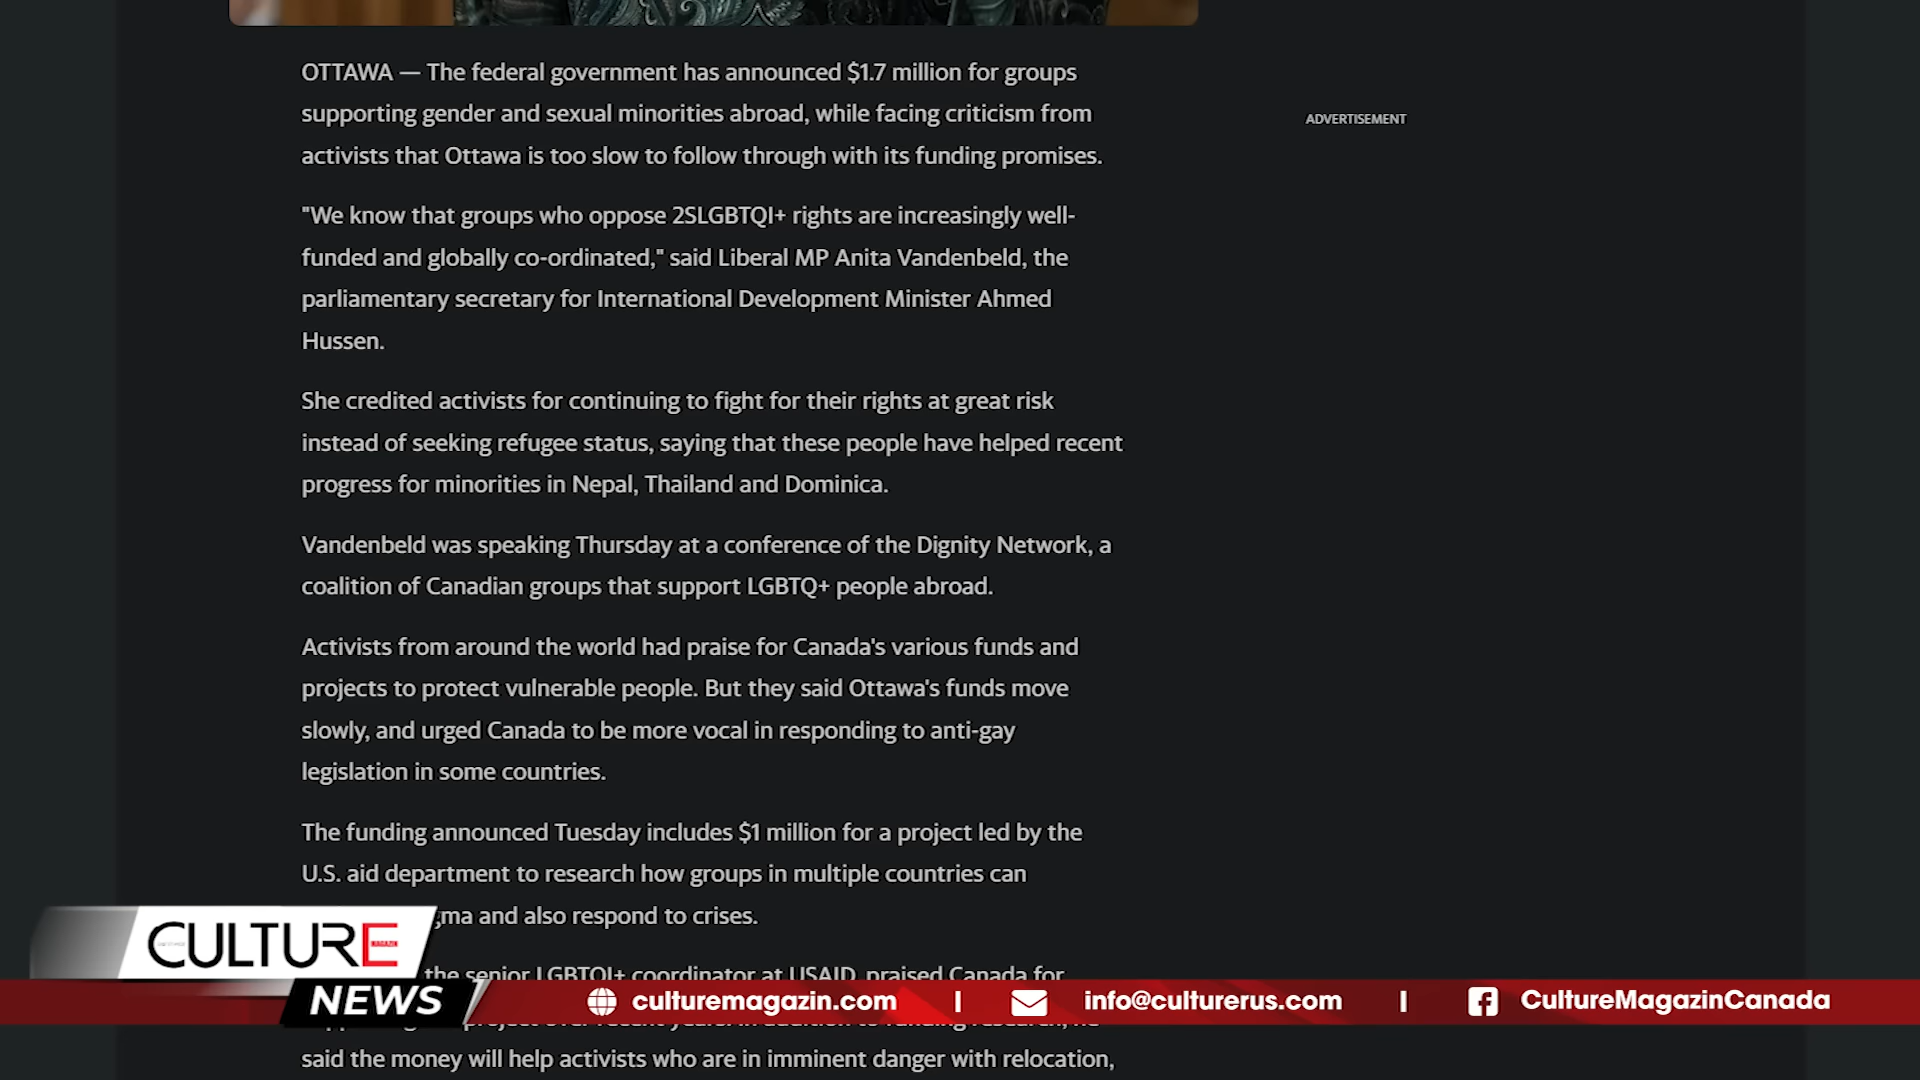 OTTAWA — The federal government has announced $1.7 million for groups
supporting gender and sexual minorities abroad, while facing criticism from
activists that Ottawa is too slow to follow through with its funding promises.
ADVERTISEMENT
"We know that groups who oppose 2SLGBTQI+ rights are increasingly well-
funded and globally co-ordinated," said Liberal MP Anita Vandenbeld, the
parliamentary secretary for International Development Minister Ahmed
Hussen.
She credited activists for continuing to fight for their rights at great risk
instead of seeking refugee status, saying that these people have helped recent
progress for minorities in Nepal, Thailand and Dominica.
Vandenbeld was speaking Thursday at a conference of the Dignity Network, a
coalition of Canadian groups that support LGBTQ+ people abroad.
Activists from around the world had praise for Canada's various funds and
projects to protect vulnerable people. But they said Ottawa's funds move
slowly, and urged Canada to be more vocal in responding to anti-gay
legislation in some countries.
The funding announced Tuesday includes $1 million for a project led by the
U.S. aid department to research how groups in multiple countries can
and also respond to crises.
the senior LGBTQI+ coordinator at USAID, praised Canada for
said the money will help activists who are in imminent danger with relocation,
CULTURE
MAGAZIN
NEWS
culturemagazin.com | info@culturerus.com | CultureMagazinCanada